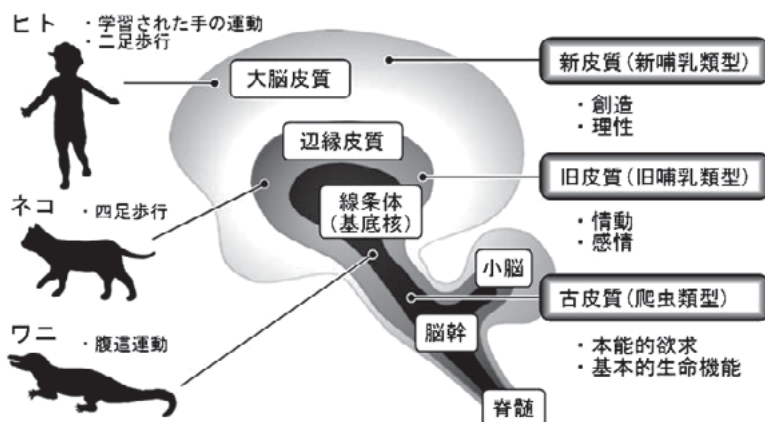 ヒト
・学習された手の運動
・二足歩行
大脳皮質
新皮質(新哺乳類型)
・創造
・理性
辺縁皮質
旧皮質(旧哺乳類型)
・情動
・感情
ネコ
・四足歩行
線条体
(基底核)
小脳
古皮質(爬虫類型)
・本能的欲求
・基本的生命機能
ワニ
・腹這運動
脳幹
脊髄